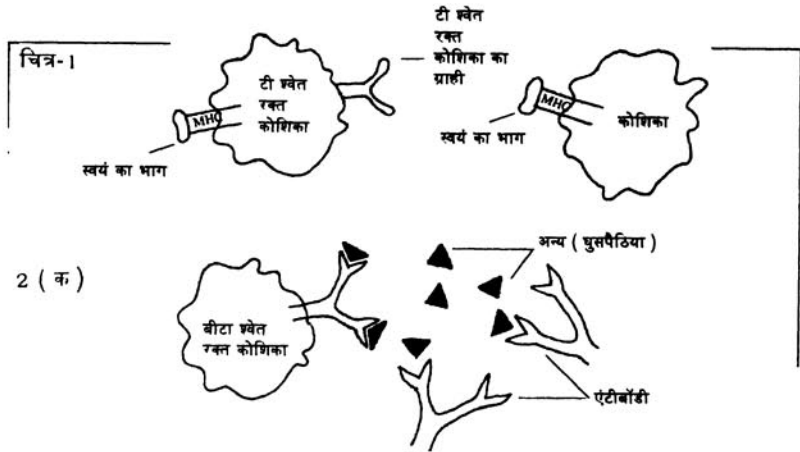 चित्र-1
टी श्वेत
रक्त
कोशिका
MHC
स्वयं का भाग
टी श्वेत
रक्त
कोशिका का
ग्राही
MHC
स्वयं का भाग
कोशिका
2 ( क )
बीटा श्वेत
रक्त कोशिका
अन्य ( घुसपैठिया )
एंटीबॉडी